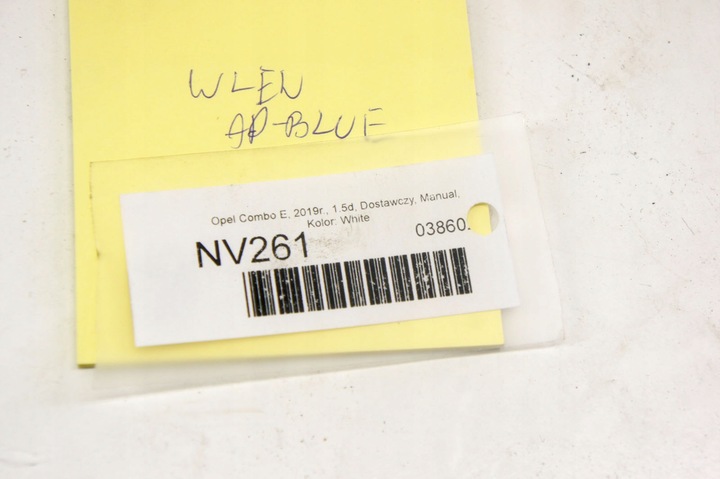 WLEW
AD-BLUE
Opel Combo E, 2019r., 1.5d, Dostawczy, Manual,
Kolor: White
NV261
03860